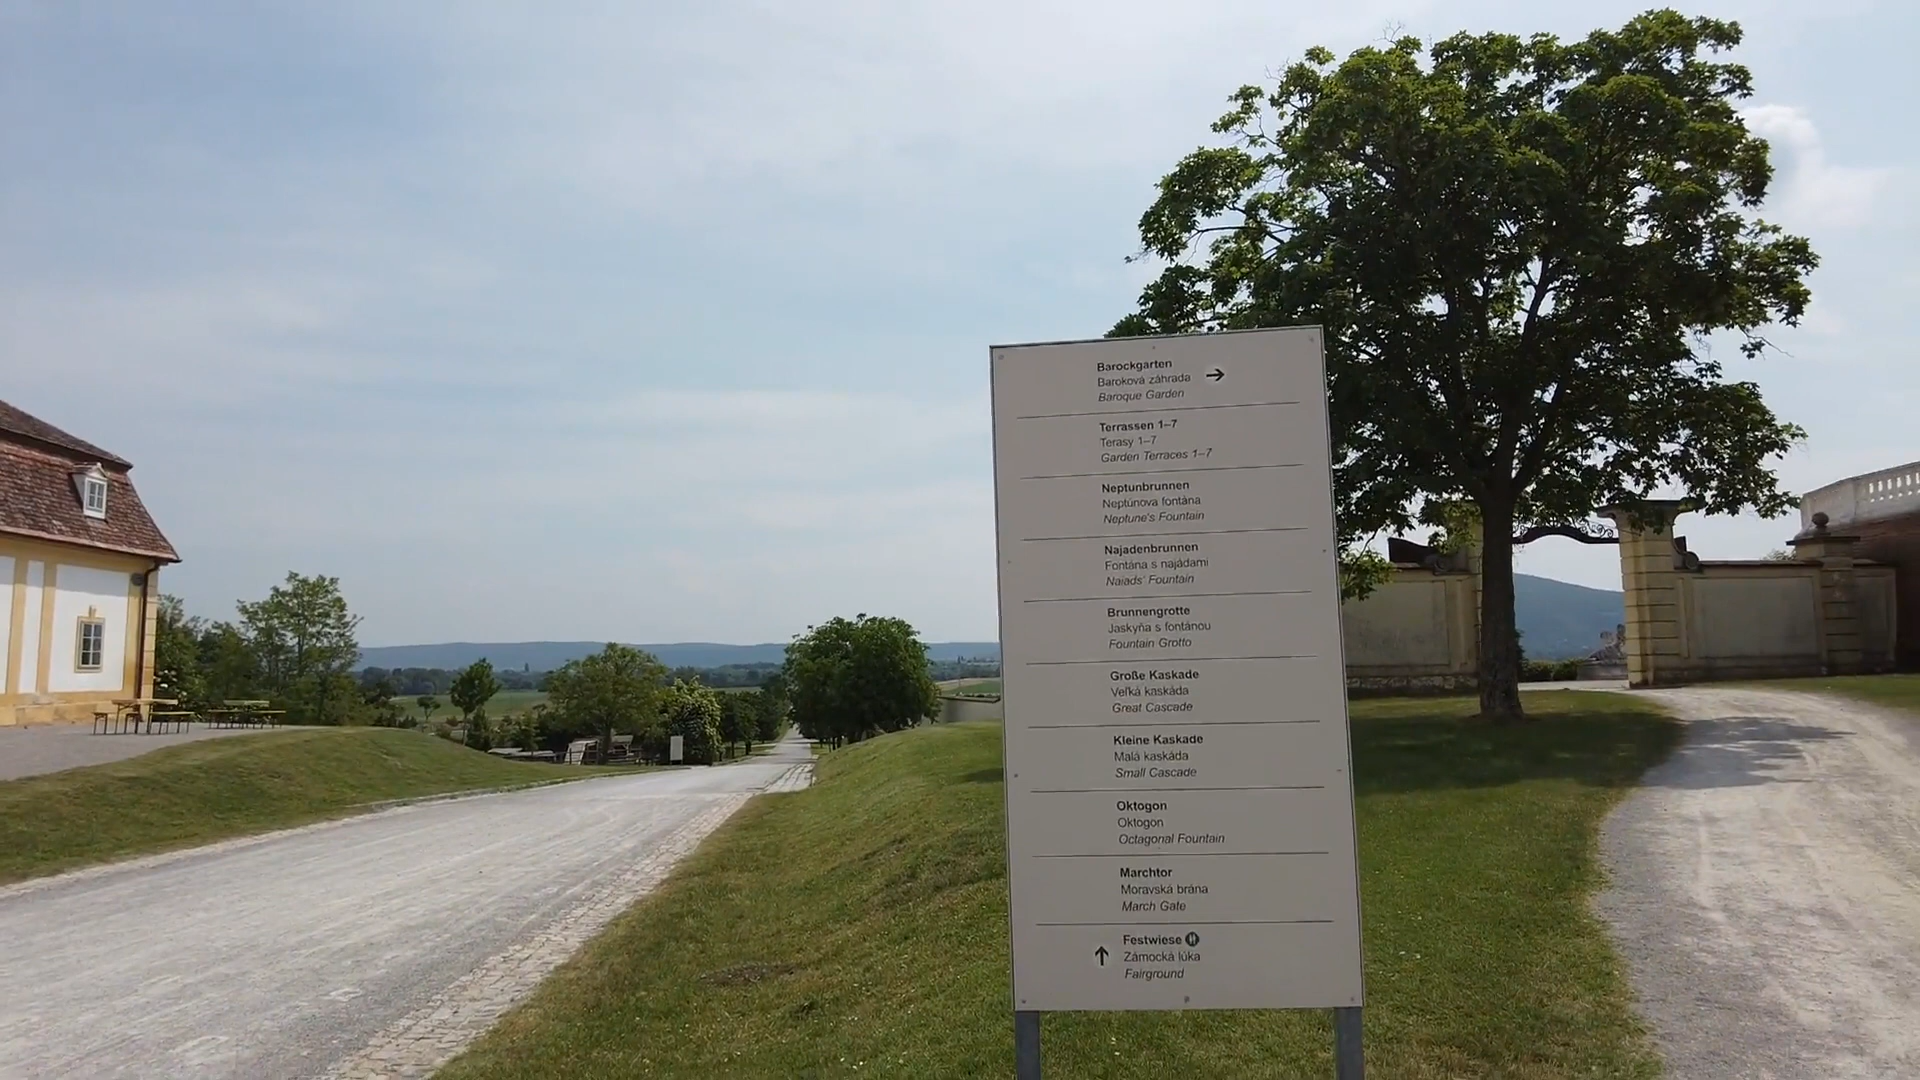 Barockgarten
Baroková záhrada
Baroque Garden
→
Terrassen 1–7
Terasy 1–7
Garden Terraces 1–7
Neptunbrunnen
Neptúnova fontána
Neptune's Fountain
Najadenbrunnen
Fontána s najádami
Naiads' Fountain
Brunnengrotte
Jaskyňa s fontánou
Fountain Grotto
Große Kaskade
Veľká kaskáda
Great Cascade
Kleine Kaskade
Malá kaskáda
Small Cascade
Oktogon
Oktogon
Octagonal Fountain
Marchtor
Moravská brána
March Gate
↑
Festwiese
Zámocká lúka
Fairground